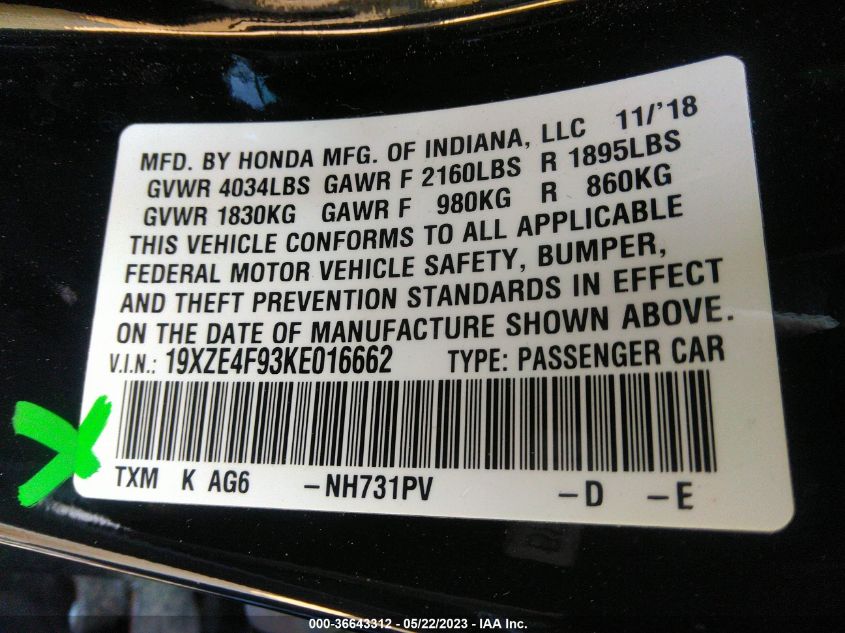 MFD. BY HONDA MFG. OF INDIANA, LLC 11/'18
GVWR 4034LBS GAWR F 2160LBS R 1895LBS
GVWR 1830KG GAWR F 980KG R 860KG
THIS VEHICLE CONFORMS TO ALL APPLICABLE
FEDERAL MOTOR VEHICLE SAFETY, BUMPER,
AND THEFT PREVENTION STANDARDS IN EFFECT
ON THE DATE OF MANUFACTURE SHOWN ABOVE.
V.I.N.: 19XZE4F93KE016662 TYPE: PASSENGER CAR
TXM K AG6 –NH731PV –D –E
000-36643312 / 05/22/2023 - IAA Inc.